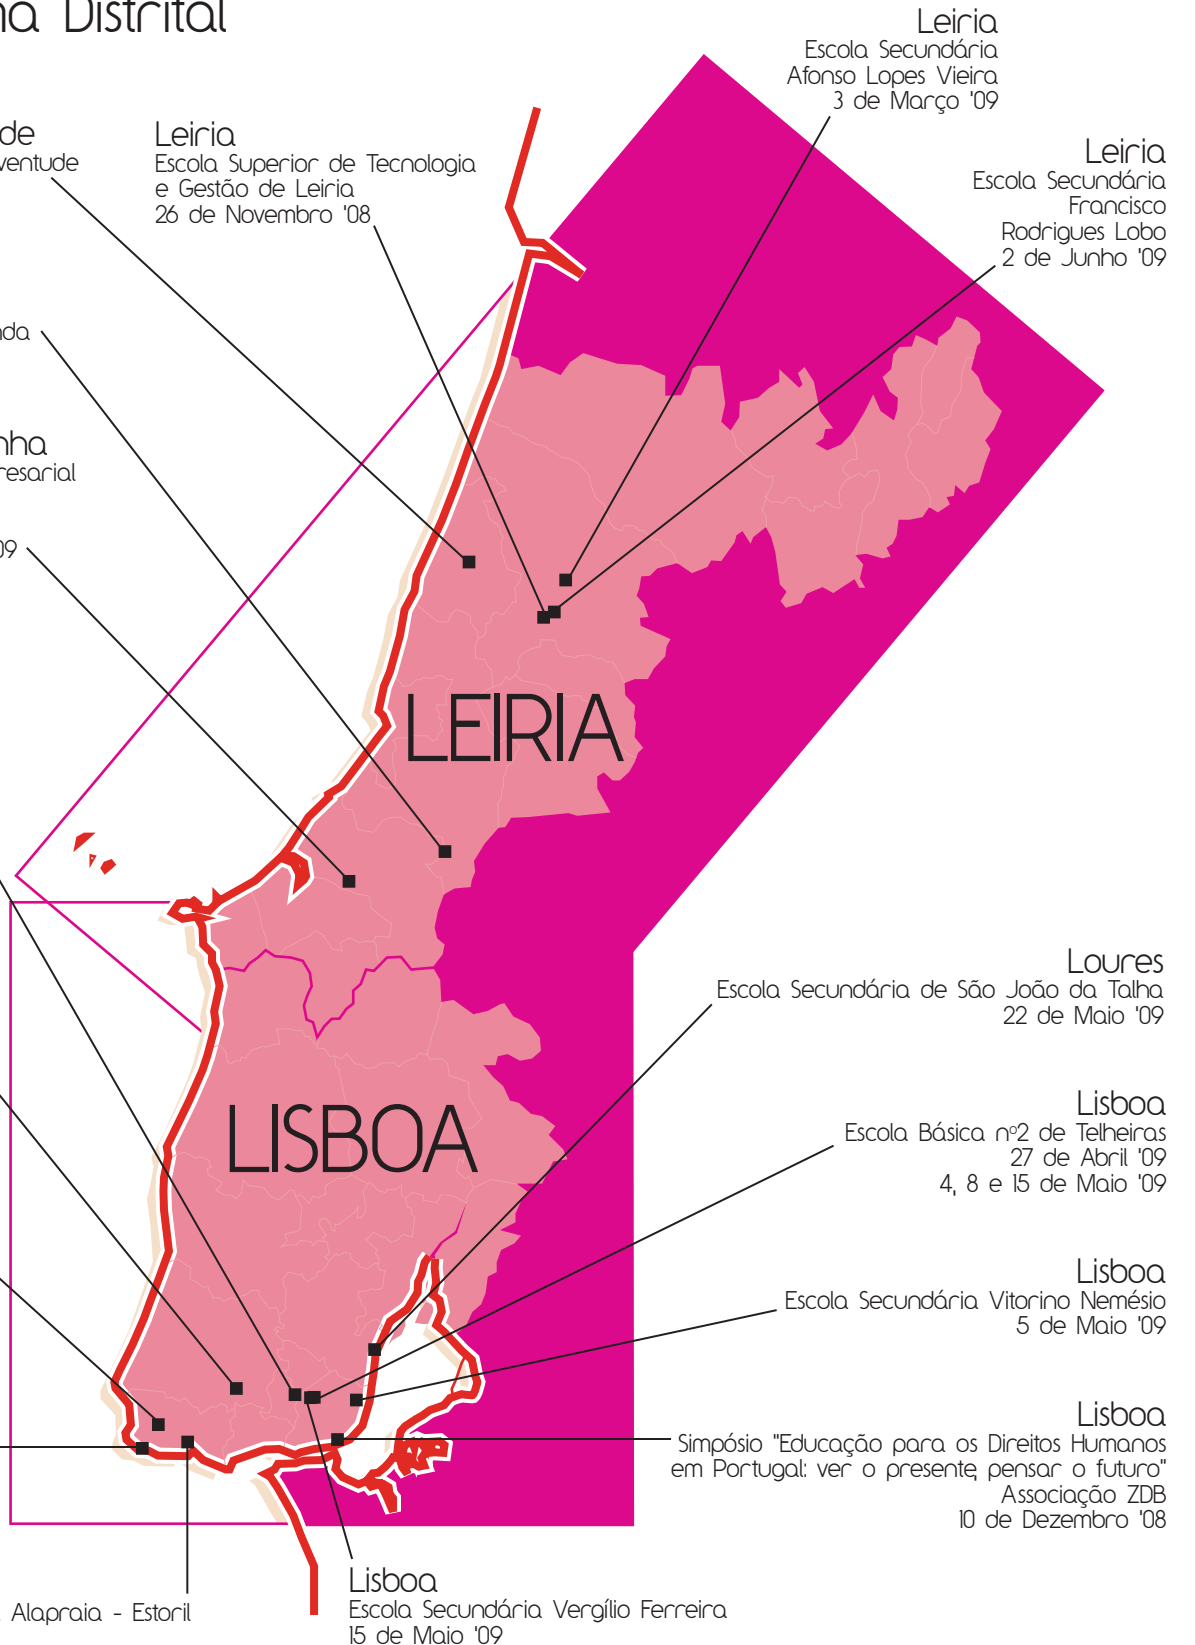 Distrital
Leiria
Escola Secundária
Afonso Lopes Vieira
3 de Março '09
de
Leiria
Escola Superior de Tecnologia
e Gestão de Leiria
26 de Novembro '08
Leiria
Escola Secundária
Francisco
Rodrigues Lobo
2 de Junho '09
LEIRIA
Loures
Escola Secundária de São João da Talha
22 de Maio '09
LISBOA
Lisboa
Escola Básica nº2 de Telheiras
27 de Abril '09
4, 8 e 15 de Maio '09
Lisboa
Escola Secundária Vitorino Nemésio
5 de Maio '09
Lisboa
Simpósio "Educação para os Direitos Humanos
em Portugal: ver o presente, pensar o futuro"
Associação ZDB
10 de Dezembro '08
Alapraia - Estoril
Lisboa
Escola Secundária Vergílio Ferreira
15 de Maio '09